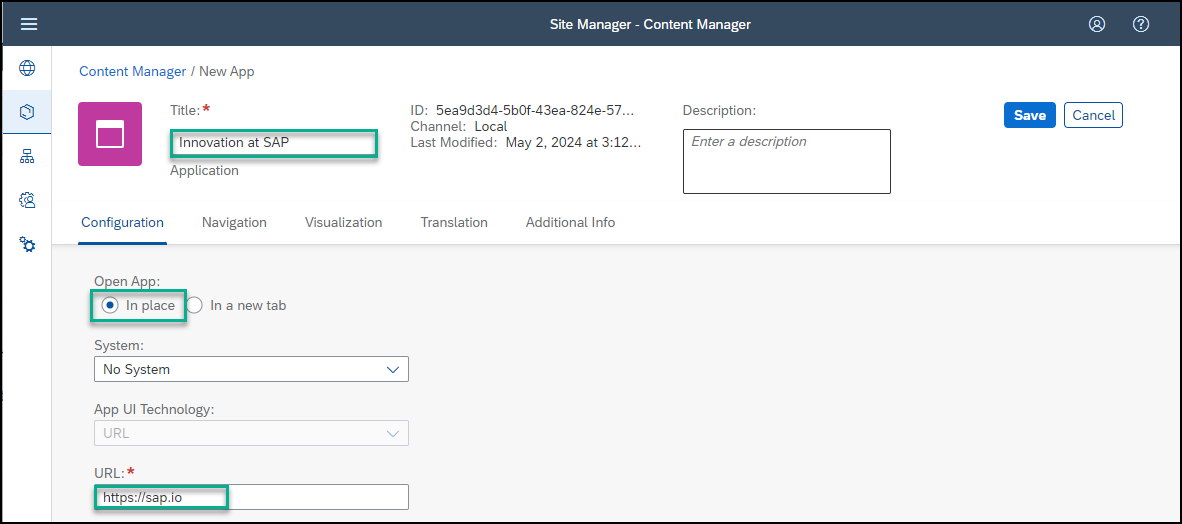 Site Manager - Content Manager
Content Manager / New App
Title:*
Innovation at SAP
Application
ID: 5ea9d3d4-5b0f-43ea-824e-57...
Channel: Local
Last Modified: May 2, 2024 at 3:12...
Description:
Enter a description
Save
Cancel
Configuration
Navigation
Visualization
Translation
Additional Info
Open App:
In place
In a new tab
System:
No System
App UI Technology:
URL
URL:*
https://sap.io